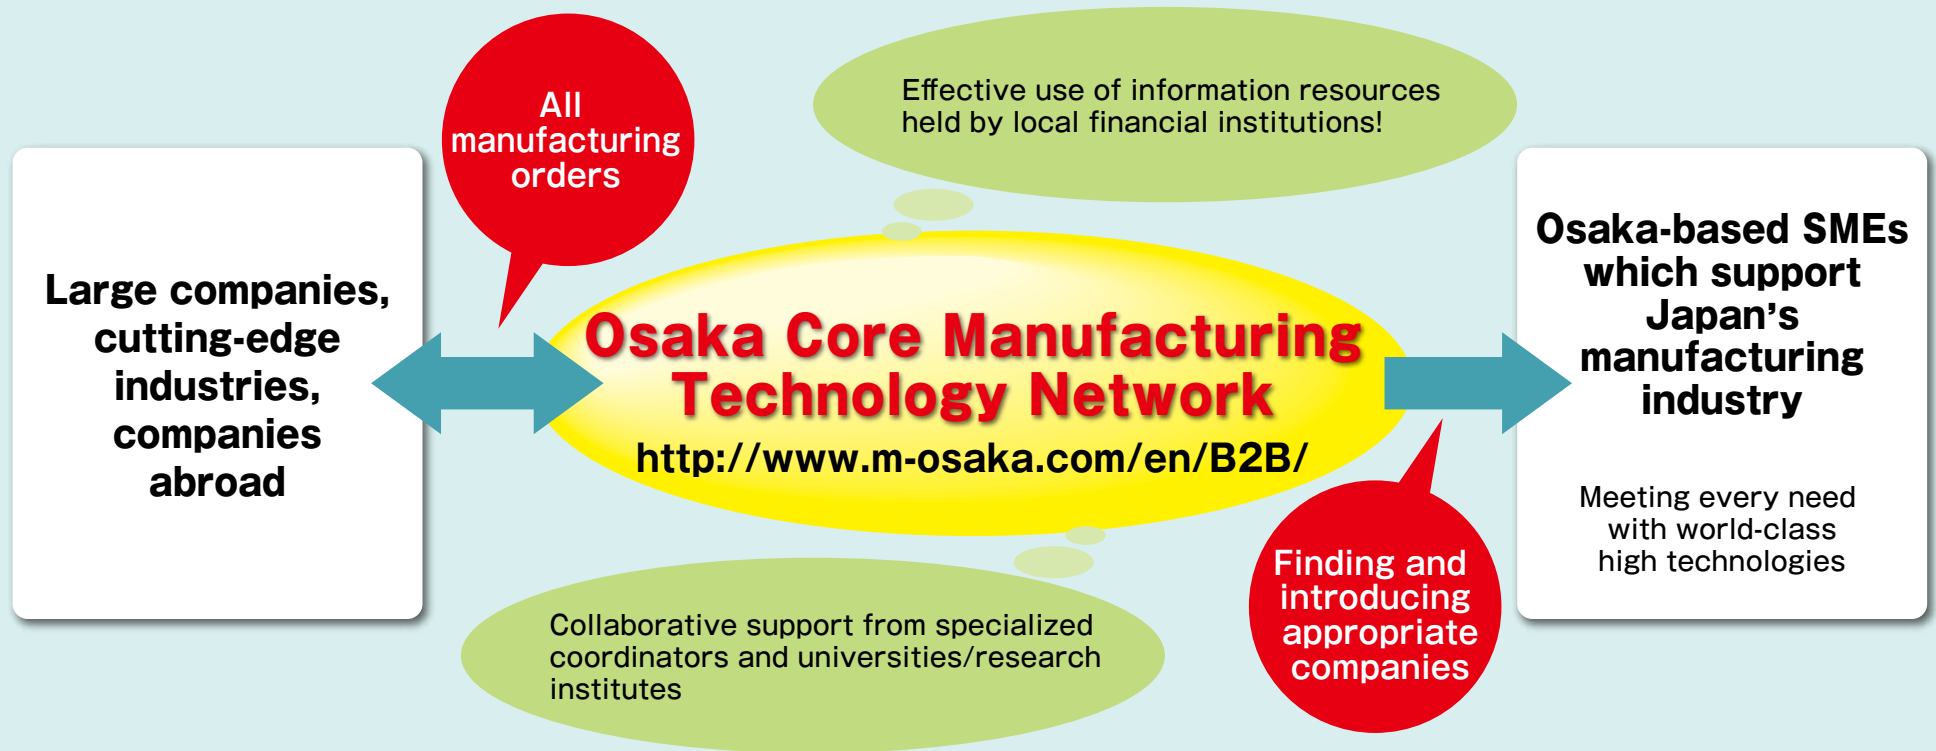 All
manufacturing
orders
Effective use of information resources
held by local financial institutions!
Large companies,
cutting-edge
industries,
companies
abroad
Osaka Core Manufacturing
Technology Network
http://www.m-osaka.com/en/B2B/
Osaka-based SMEs
which support
Japan’s
manufacturing
industry
Meeting every need
with world-class
high technologies
Finding and
introducing
appropriate
companies
Collaborative support from specialized
coordinators and universities/research
institutes